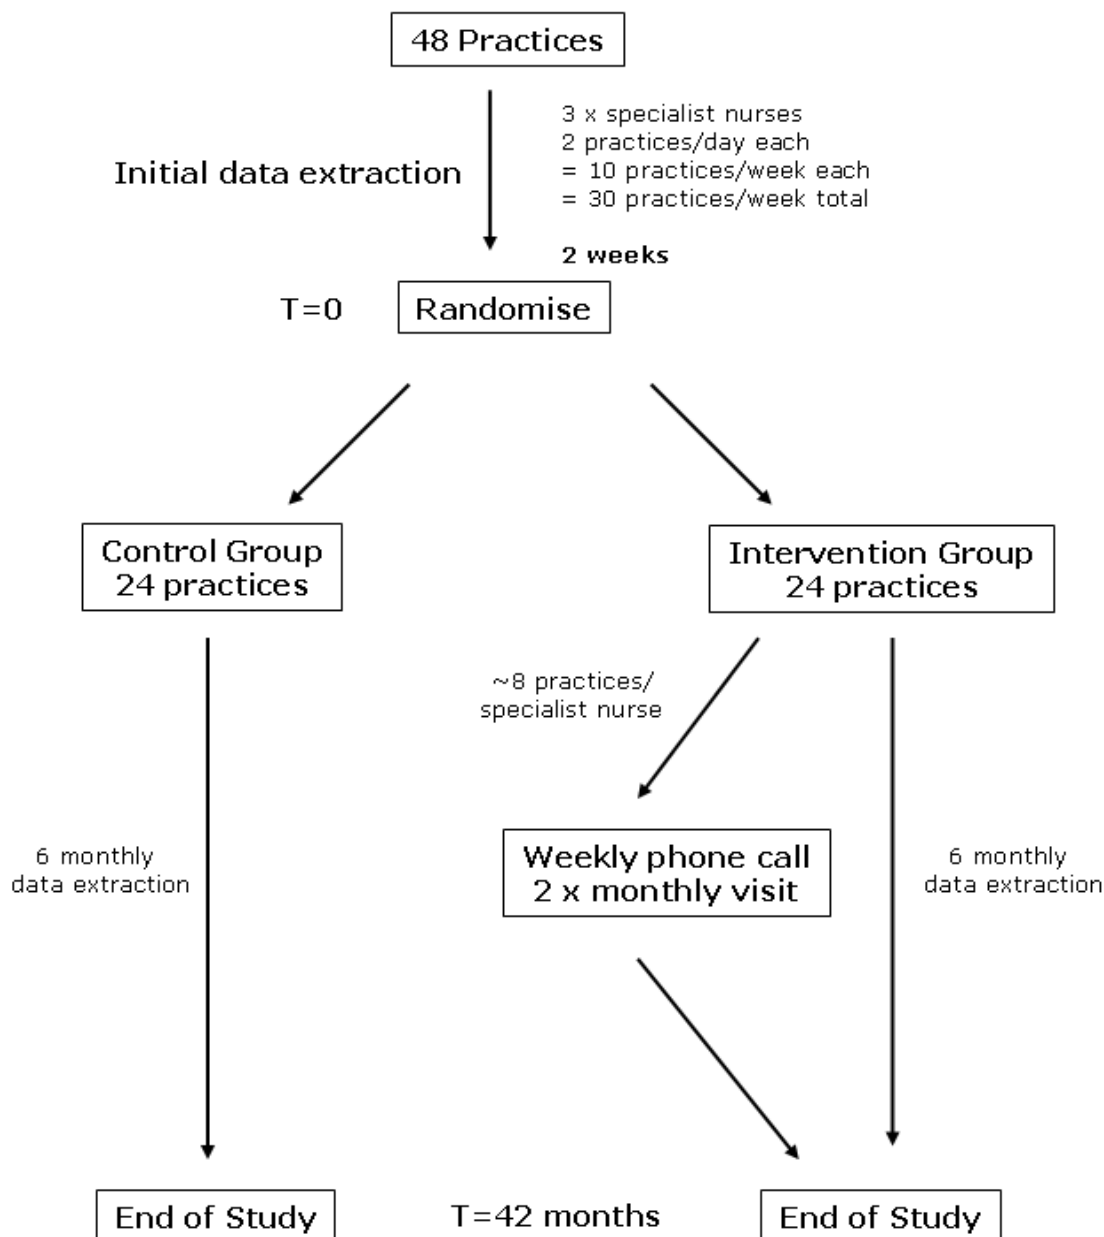 48 Practices
Initial data extraction
3 x specialist nurses
2 practices/day each
= 10 practices/week each
= 30 practices/week total
2 weeks
T=0
Randomise
Control Group
24 practices
Intervention Group
24 practices
~8 practices/
specialist nurse
6 monthly
data extraction
Weekly phone call
2 x monthly visit
6 monthly
data extraction
End of Study
T=42 months
End of Study